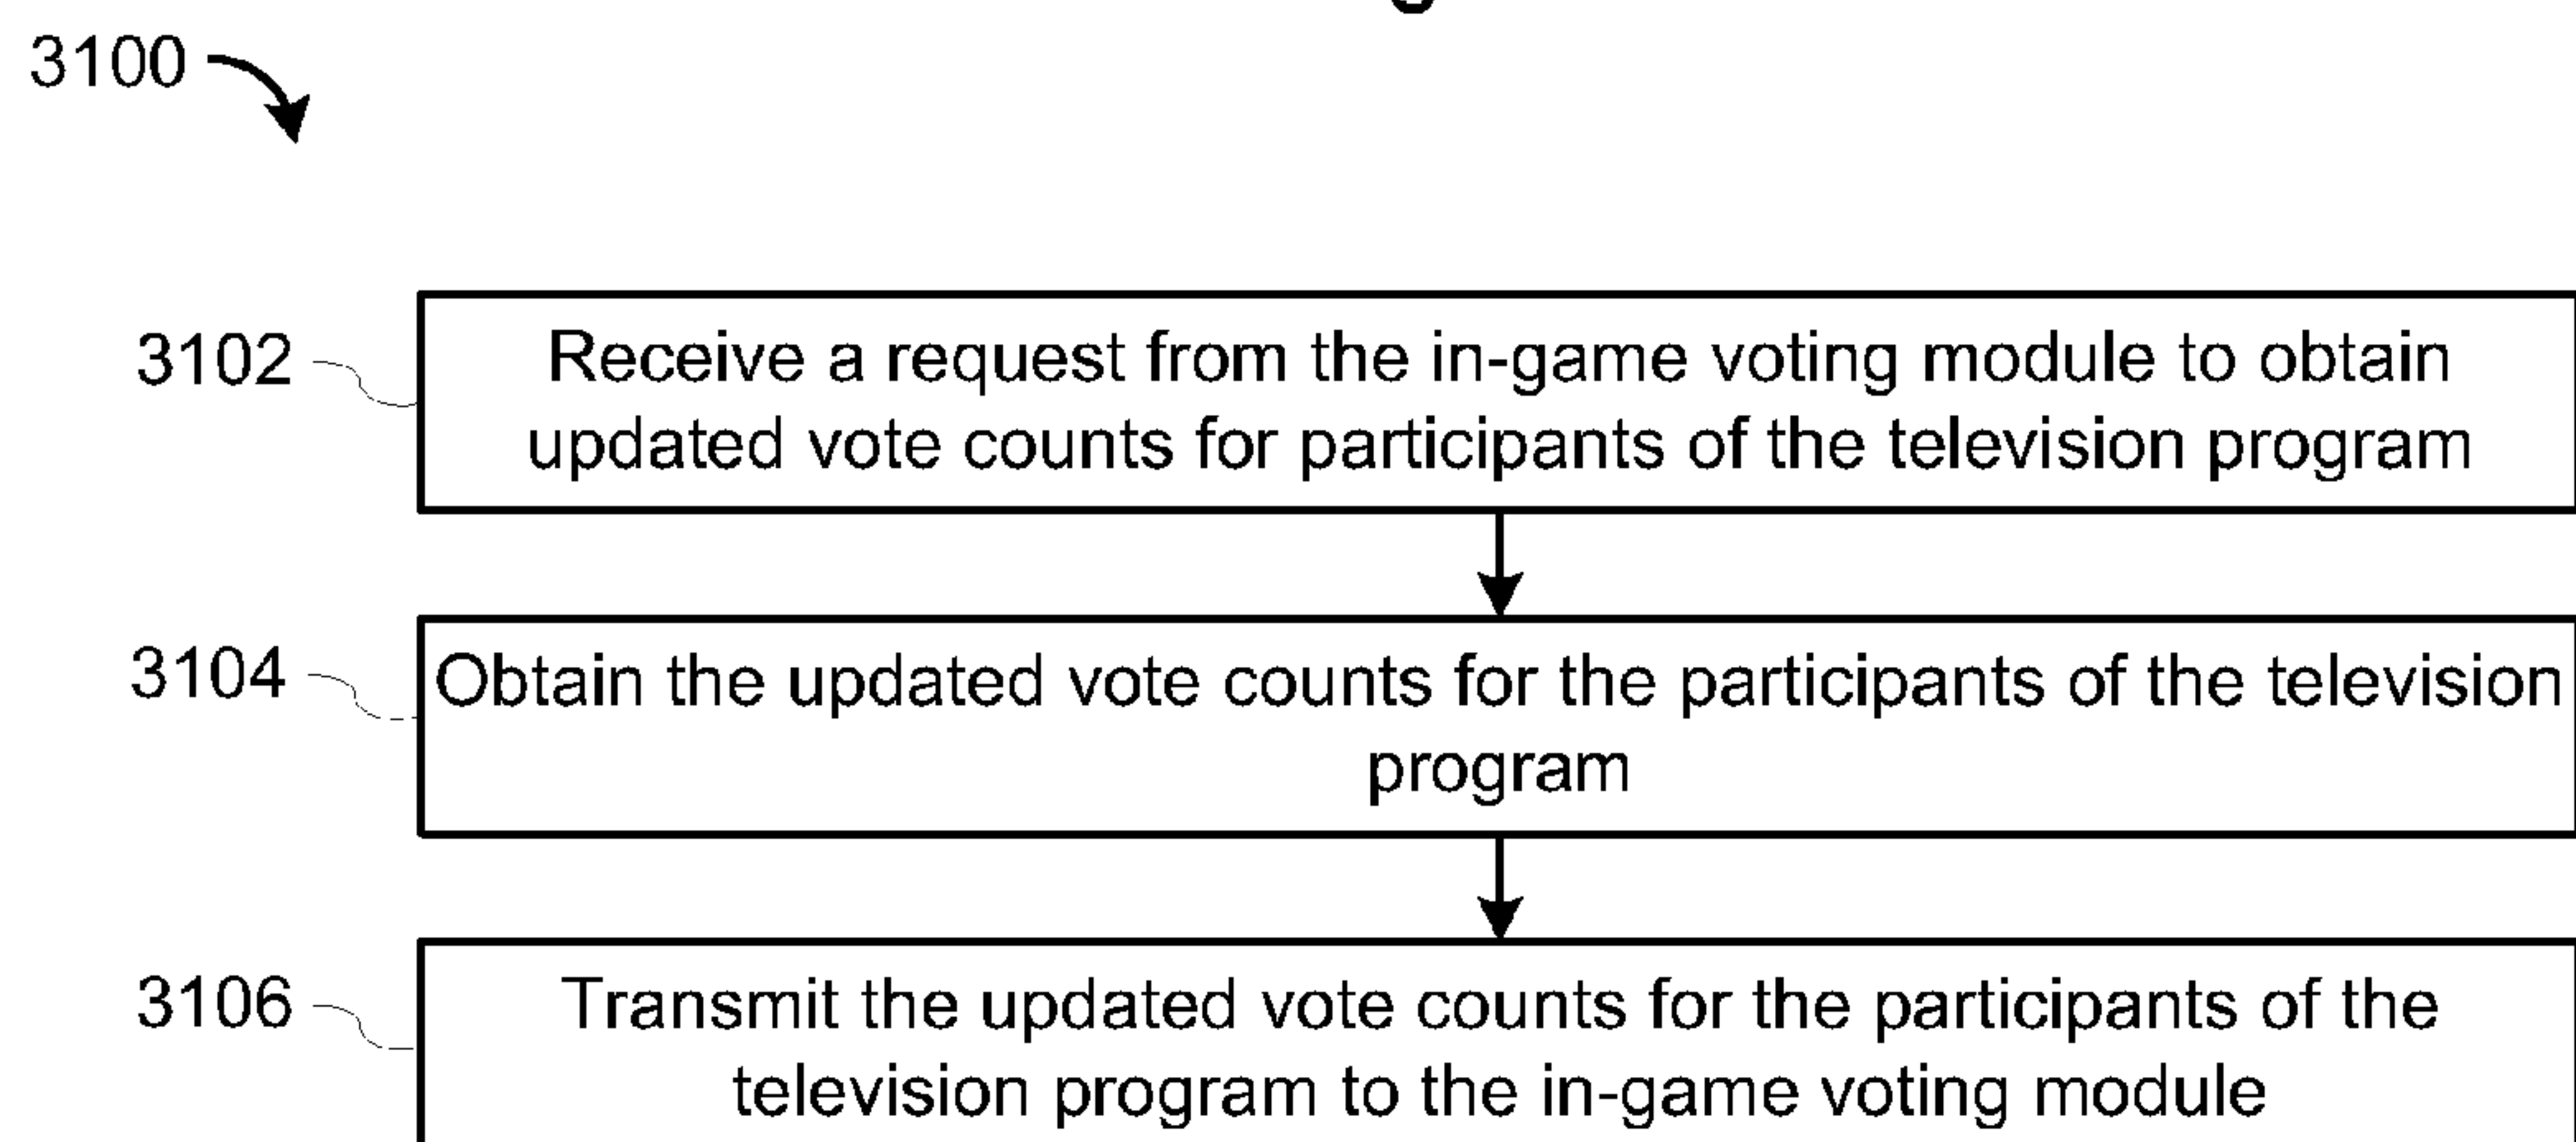 3100
3102
Receive a request from the in-game voting module to obtain
updated vote counts for participants of the television program
3104
Obtain the updated vote counts for the participants of the television
program
3106
Transmit the updated vote counts for the participants of the
television program to the in-game voting module